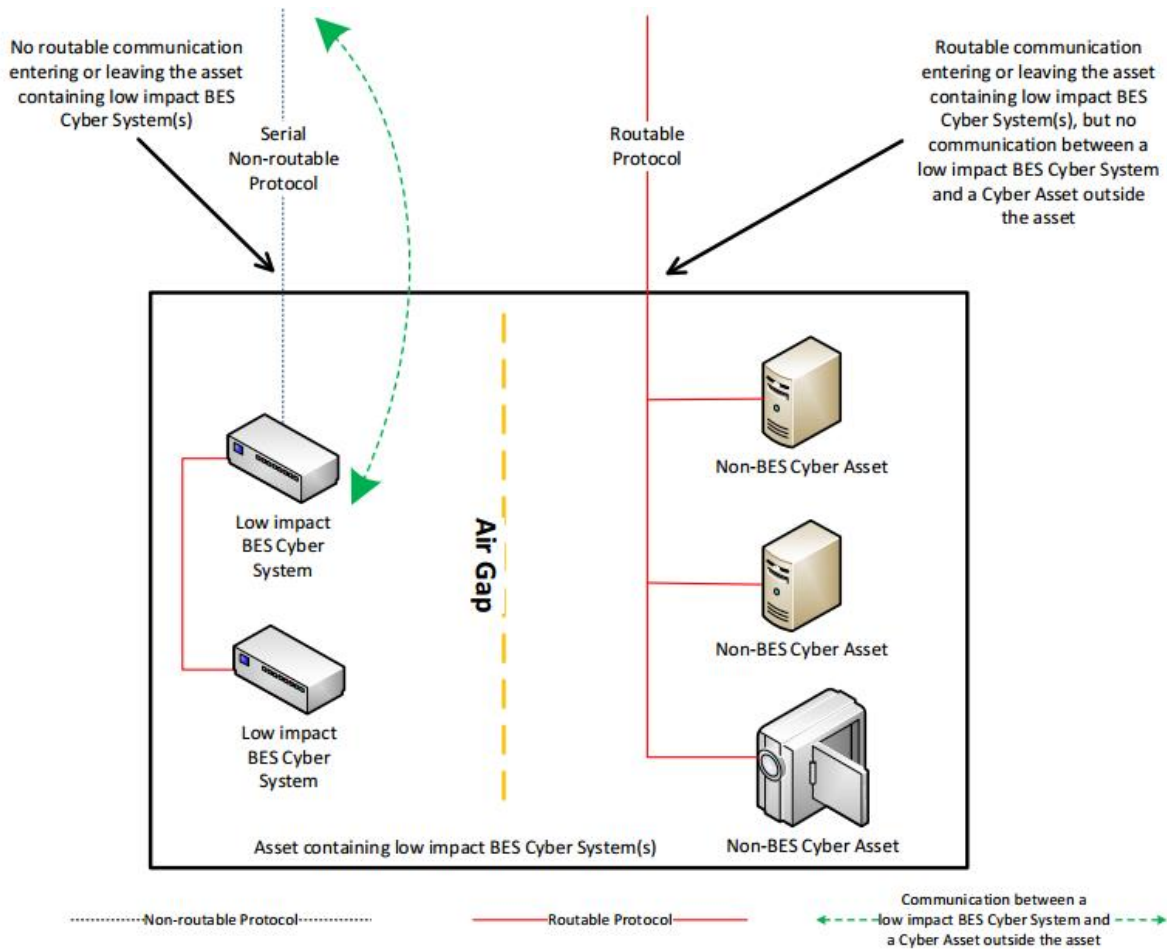 No routable communication
entering or leaving the asset
containing low impact BES
Cyber System(s)
Serial
Non-routable
Protocol
Routable
Protocol
Routable communication
entering or leaving the asset
containing low impact BES
Cyber System(s), but no
communication between a
low impact BES Cyber System
and a Cyber Asset outside
the asset
Low impact
BES Cyber
System
Low impact
BES Cyber
System
Air Gap
Non-BES Cyber Asset
Non-BES Cyber Asset
Non-BES Cyber Asset
Asset containing low impact BES Cyber System(s)
Non-routable Protocol
Routable Protocol
Communication between a
low impact BES Cyber System and
a Cyber Asset outside the asset